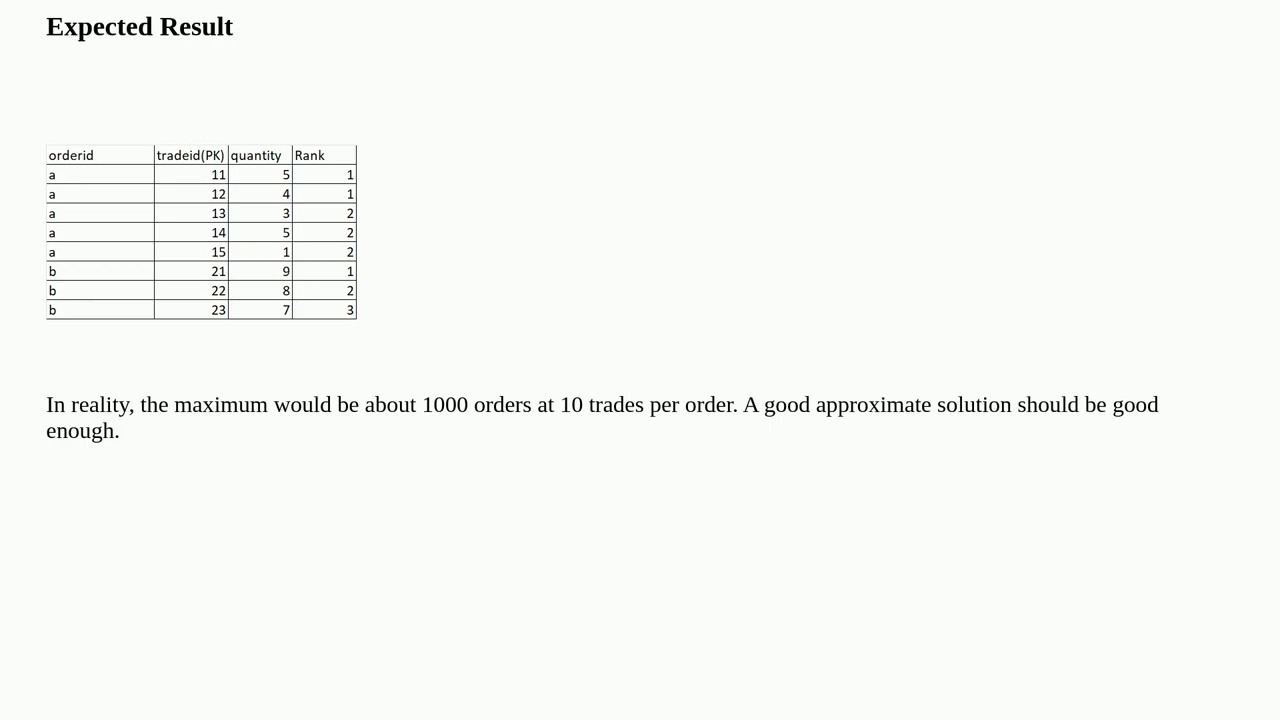 Expected Result
orderid tradeid(PK) quantity Rank
a 11 5 1
a 12 4 1
a 13 3 2
a 14 5 2
a 15 1 2
b 21 9 1
b 22 8 2
b 23 7 3
In reality, the maximum would be about 1000 orders at 10 trades per order. A good approximate solution should be good
enough.